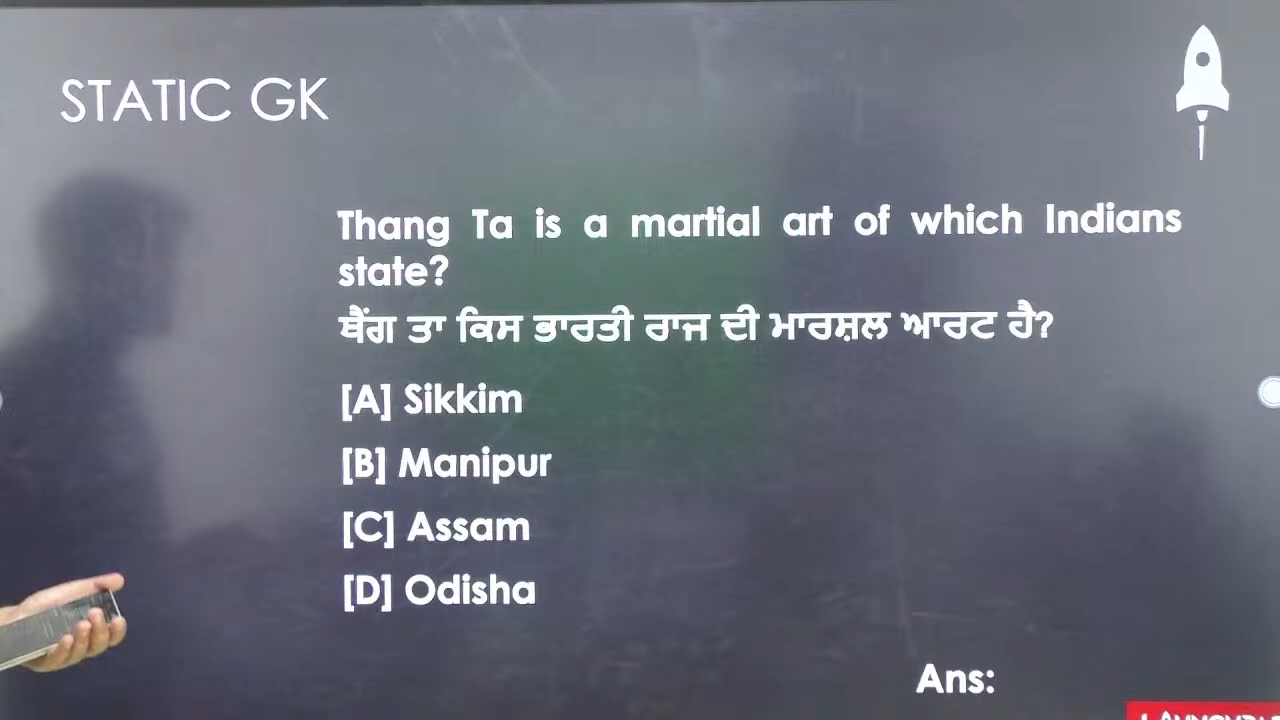 STATIC GK
Thang Ta is a martial art of which Indians
state?
ਥੈਂਗ ਤਾ ਕਿਸ ਭਾਰਤੀ ਰਾਜ ਦੀ ਮਾਰਸ਼ਲ ਆਰਟ ਹੈ?
[A] Sikkim
[B] Manipur
[C] Assam
[D] Odisha
Ans: